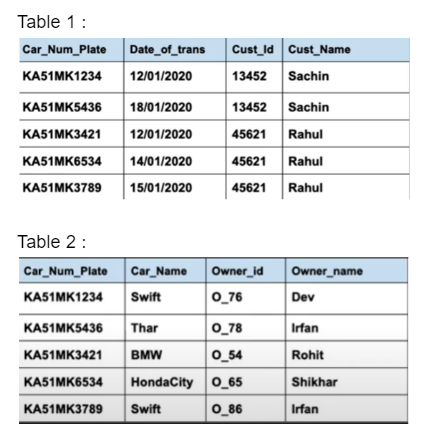 Table 1 :
Car_Num_Plate Date_of_trans Cust_Id Cust_Name
KA51MK1234 12/01/2020 13452 Sachin
KA51MK5436 18/01/2020 13452 Sachin
KA51MK3421 12/01/2020 45621 Rahul
KA51MK6534 14/01/2020 45621 Rahul
KA51MK3789 15/01/2020 45621 Rahul
Table 2 :
Car_Num_Plate Car_Name Owner_id Owner_name
KA51MK1234 Swift O_76 Dev
KA51MK5436 Thar O_78 Irfan
KA51MK3421 BMW O_54 Rohit
KA51MK6534 HondaCity O_65 Shikhar
KA51MK3789 Swift O_86 Irfan